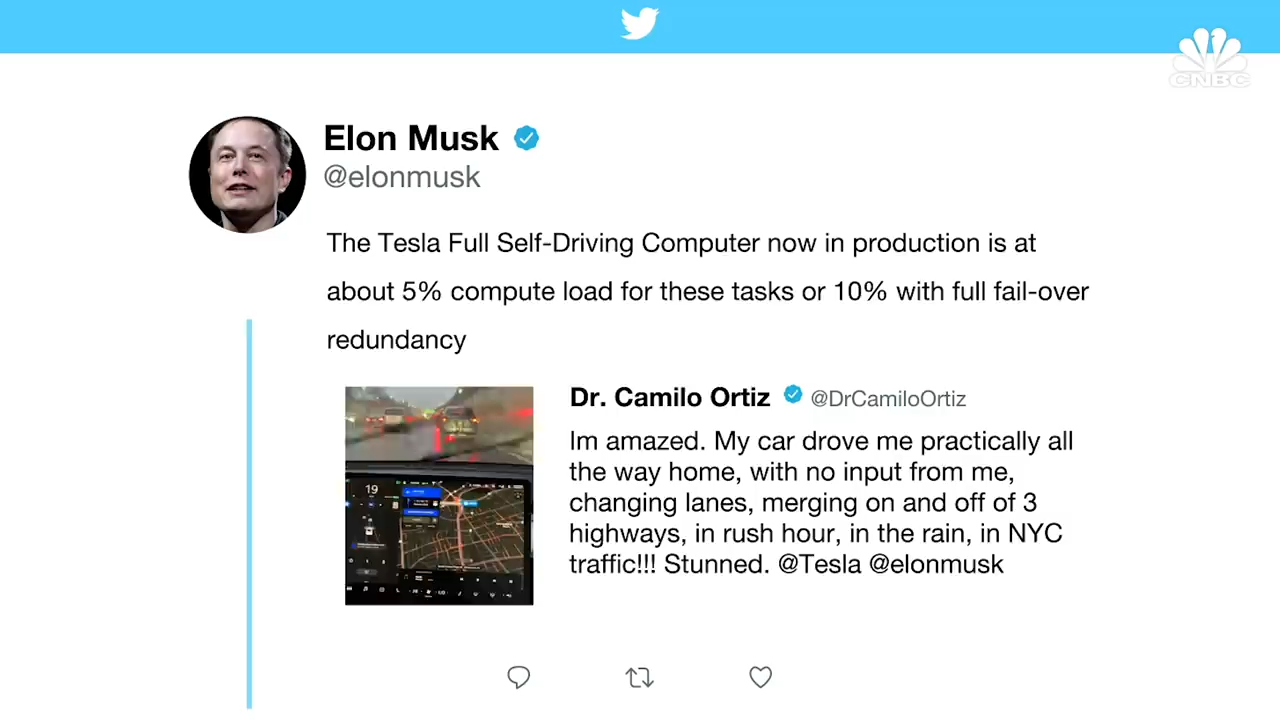 CNBC
Elon Musk
@elonmusk
The Tesla Full Self-Driving Computer now in production is at
about 5% compute load for these tasks or 10% with full fail-over
redundancy
Dr. Camilo Ortiz @DrCamiloOrtiz
Im amazed. My car drove me practically all
the way home, with no input from me,
changing lanes, merging on and off of 3
highways, in rush hour, in the rain, in NYC
traffic!!! Stunned. @Tesla @elonmusk
19